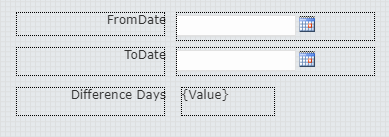 FromDate
ToDate
Difference Days {Value}